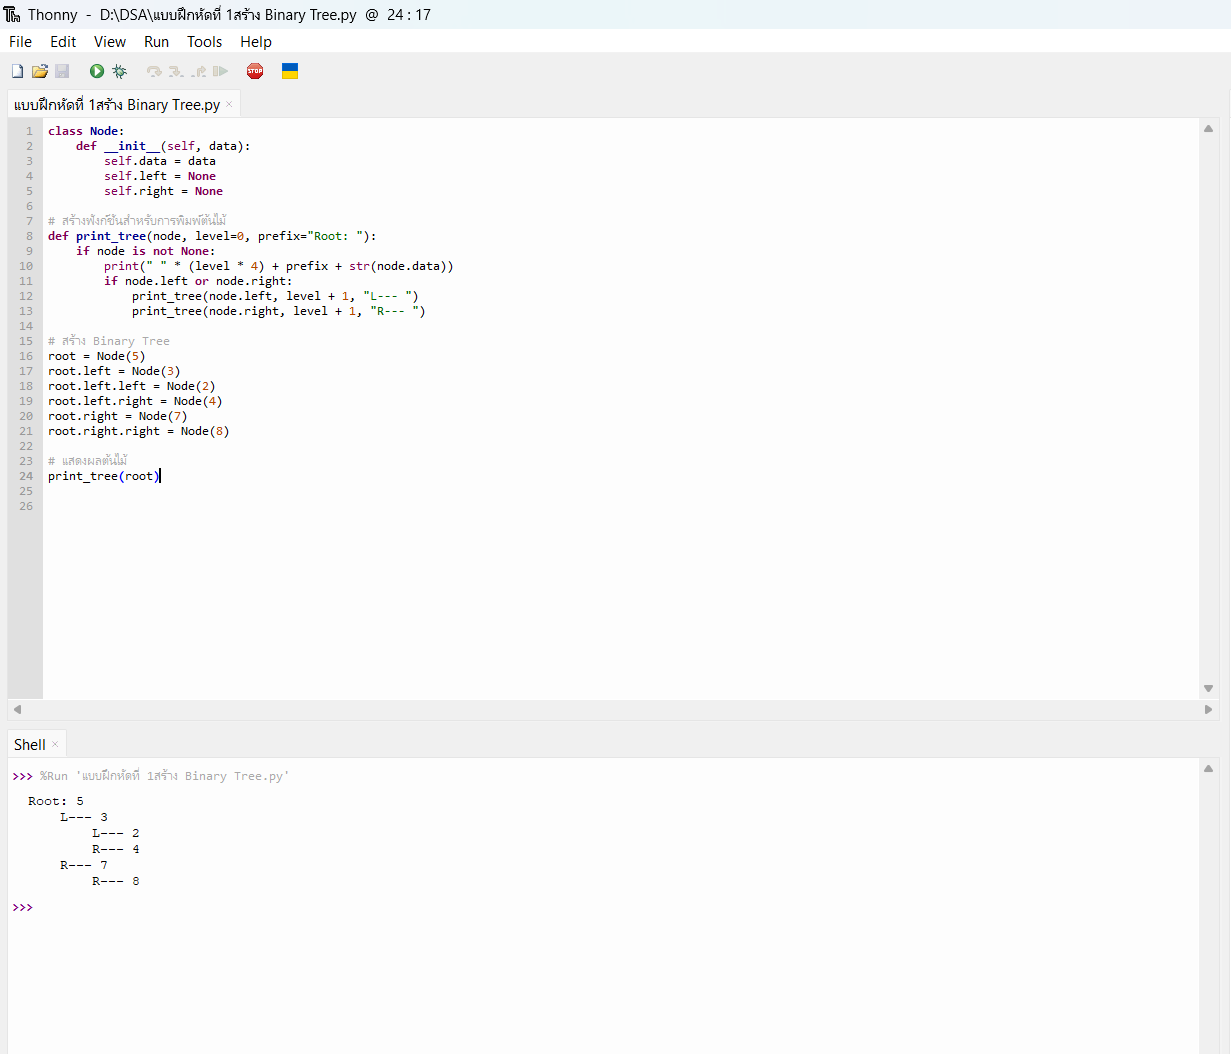 Thonny - D:\DSA\แบบฝึกหัดที่ 1สร้าง Binary Tree.py @ 24 : 17
File Edit View Run Tools Help
STOP
แบบฝึกหัดที่ 1สร้าง Binary Tree.py ×
1 class Node:
2     def __init__(self, data):
3         self.data = data
4         self.left = None
5         self.right = None
6
7 # สร้างฟังก์ชันสำหรับการพิมพ์ต้นไม้
8 def print_tree(node, level=0, prefix="Root: "):
9     if node is not None:
10         print(" " * (level * 4) + prefix + str(node.data))
11         if node.left or node.right:
12             print_tree(node.left, level + 1, "L--- ")
13             print_tree(node.right, level + 1, "R--- ")
14
15 # สร้าง Binary Tree
16 root = Node(5)
17 root.left = Node(3)
18 root.left.left = Node(2)
19 root.left.right = Node(4)
20 root.right = Node(7)
21 root.right.right = Node(8)
22
23 # แสดงผลต้นไม้
24 print_tree(root)
25
26
Shell ×
>>> %Run 'แบบฝึกหัดที่ 1สร้าง Binary Tree.py'
Root: 5
    L--- 3
        L--- 2
        R--- 4
    R--- 7
        R--- 8
>>>